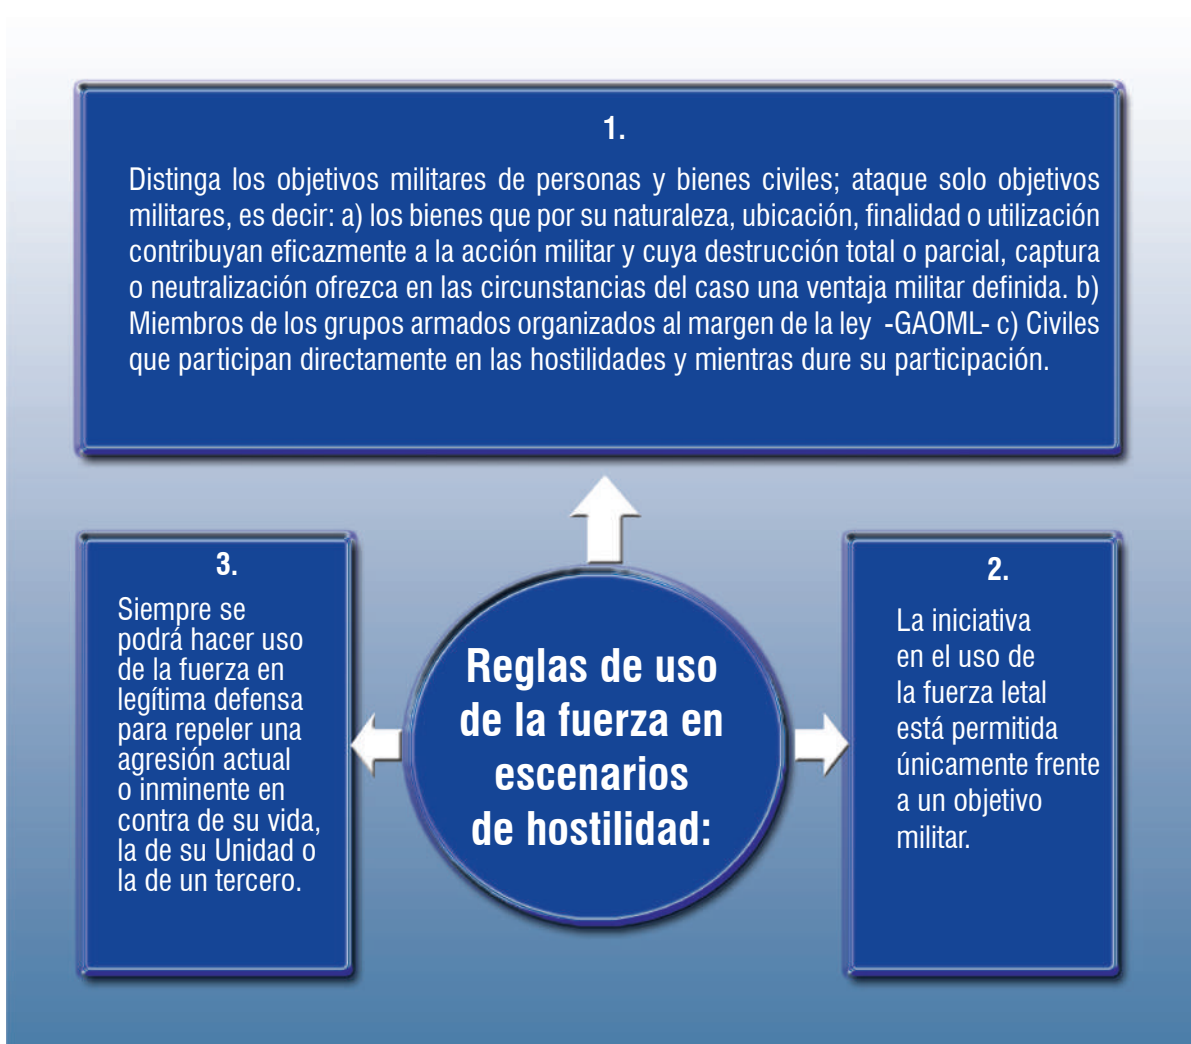 1.
Distinga los objetivos militares de personas y bienes civiles; ataque solo objetivos
militares, es decir: a) los bienes que por su naturaleza, ubicación, finalidad o utilización
contribuyan eficazmente a la acción militar y cuya destrucción total o parcial, captura
o neutralización ofrezca en las circunstancias del caso una ventaja militar definida. b)
Miembros de los grupos armados organizados al margen de la ley -GAOML- c) Civiles
que participan directamente en las hostilidades y mientras dure su participación.
Reglas de uso
de la fuerza en
escenarios
de hostilidad:
2.
La iniciativa
en el uso de
la fuerza letal
está permitida
únicamente frente
a un objetivo
militar.
3.
Siempre se
podrá hacer uso
de la fuerza en
legítima defensa
para repeler una
agresión actual
o inminente en
contra de su vida,
la de su Unidad o
la de un tercero.